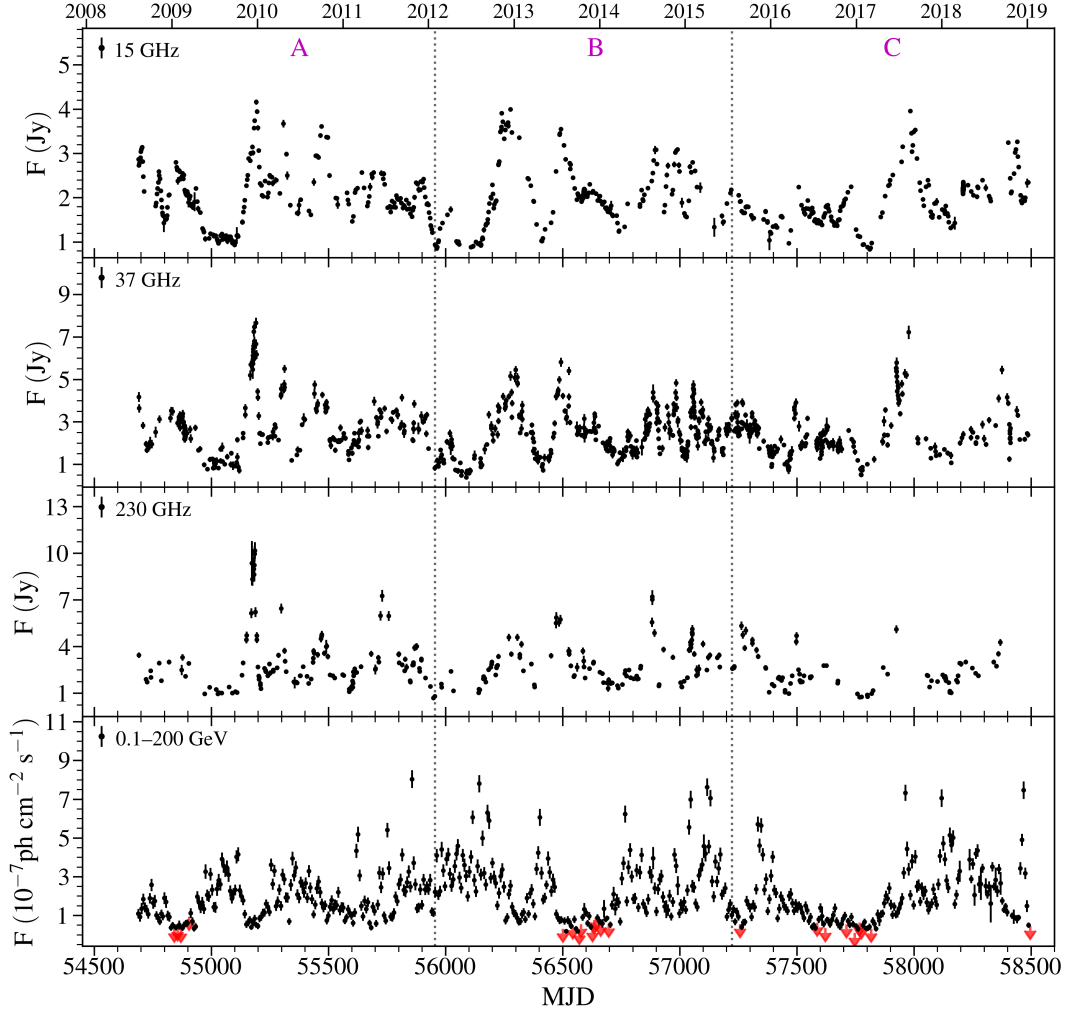 2008 2009 2010 2011 2012 2013 2014 2015 2016 2017 2018 2019
15 GHz
A B C
5
4
3
2
1
F (Jy)
37 GHz
9
7
5
3
1
F (Jy)
230 GHz
13
10
7
4
1
F (Jy)
0.1–200 GeV
11
9
7
5
3
1
F (10⁻⁷ph cm⁻² s⁻¹)
54500 55000 55500 56000 56500 57000 57500 58000 58500
MJD